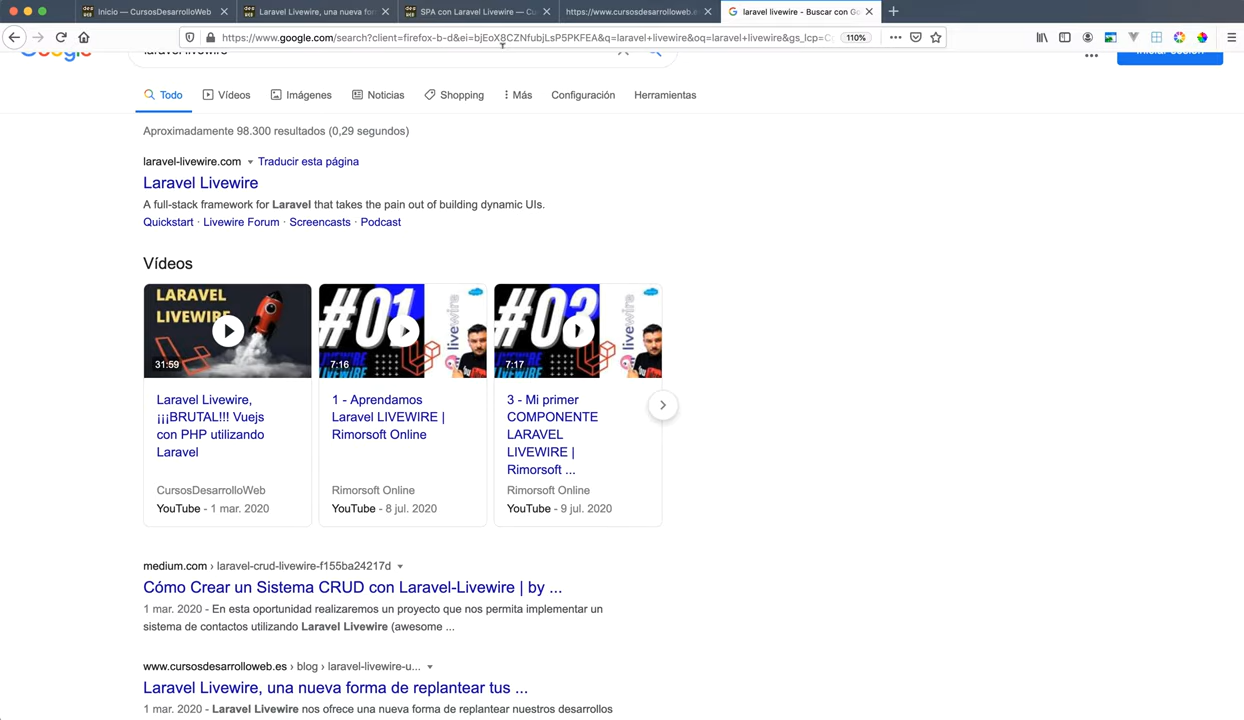 Inicio — CursosDesarrolloWeb
Laravel Livewire, una nueva for
SPA con Laravel Livewire — Cu
https://www.cursosdesarrolloweb.e
laravel livewire - Buscar con Go
https://www.google.com/search?client=firefox-b-d&ei=bjEoX8CZNfubjLsP5PKFEA&q=laravel+livewire&oq=laravel+livewire&gs_lcp=C
110%
Google
laravel livewire
Iniciar sesión
Todo
Vídeos
Imágenes
Noticias
Shopping
Más
Configuración
Herramientas
Aproximadamente 98.300 resultados (0,29 segundos)
laravel-livewire.com Traducir esta página
Laravel Livewire
A full-stack framework for Laravel that takes the pain out of building dynamic UIs.
Quickstart · Livewire Forum · Screencasts · Podcast
Vídeos
LARAVEL
LIVEWIRE
31:59
#01
livewire
LIVEWIRE
7:16
#03
livewire
LIVEWIRE
7:17
Laravel Livewire,
¡¡¡BRUTAL!!! Vuejs
con PHP utilizando
Laravel
CursosDesarrolloWeb
YouTube - 1 mar. 2020
1 - Aprendamos
Laravel LIVEWIRE |
Rimorsoft Online
Rimorsoft Online
YouTube - 8 jul. 2020
3 - Mi primer
COMPONENTE
LARAVEL
LIVEWIRE |
Rimorsoft ...
Rimorsoft Online
YouTube - 9 jul. 2020
medium.com › laravel-crud-livewire-f155ba24217d
Cómo Crear un Sistema CRUD con Laravel-Livewire | by ...
1 mar. 2020 - En esta oportunidad realizaremos un proyecto que nos permita implementar un
sistema de contactos utilizando Laravel Livewire (awesome ...
www.cursosdesarrolloweb.es › blog › laravel-livewire-u...
Laravel Livewire, una nueva forma de replantear tus ...
1 mar. 2020 - Laravel Livewire nos ofrece una nueva forma de replantear nuestros desarrollos